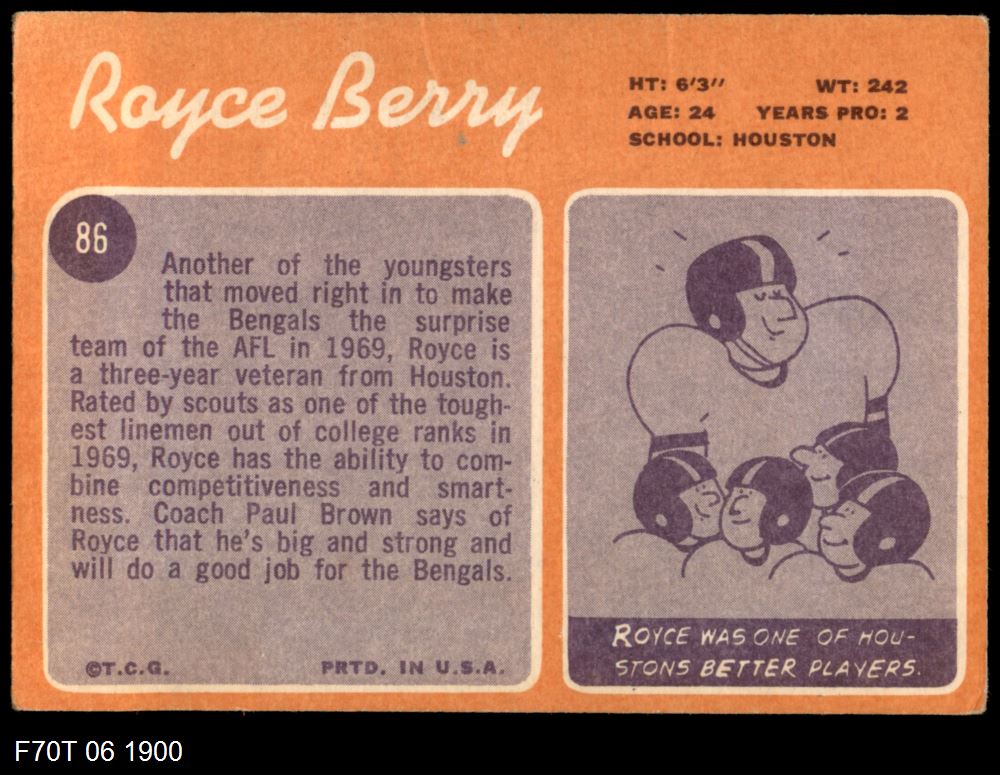 Royce Berry
HT: 6'3'' WT: 242
AGE: 24 YEARS PRO: 2
SCHOOL: HOUSTON
86
Another of the youngsters
that moved right in to make
the Bengals the surprise
team of the AFL in 1969, Royce is
a three-year veteran from Houston.
Rated by scouts as one of the tough-
est linemen out of college ranks in
1969, Royce has the ability to com-
bine competitiveness and smart-
ness. Coach Paul Brown says of
Royce that he's big and strong and
will do a good job for the Bengals.
©T.C.G. PRTD. IN U.S.A.
ROYCE WAS ONE OF HOU-
STONS BETTER PLAYERS.
F70T 06 1900